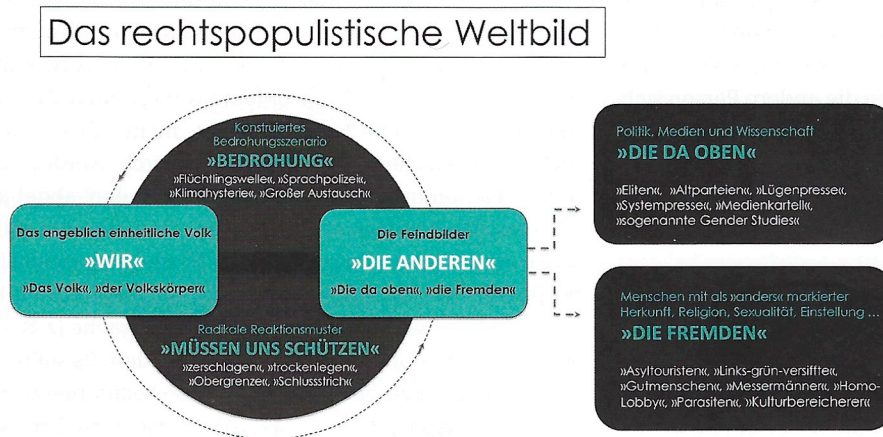 Das rechtspopulistische Weltbild
Konstruiertes
Bedrohungsszenario
»BEDROHUNG«
»Flüchtlingswelle«, »Sprachpolizei«,
»Klimahysterie«, »Großer Austausch«
Das angeblich einheitliche Volk
»WIR«
»Das Volk«, »der Volkskörper«
Die Feindbilder
»DIE ANDEREN«
»Die da oben«, »die Fremden«
Radikale Reaktionsmuster
»MÜSSEN UNS SCHÜTZEN«
»zerschlagen«, »trockenlegen«,
»Obergrenze«, »Schlussstrich«
Politik, Medien und Wissenschaft
»DIE DA OBEN«
»Eliten«, »Altparteien«, »Lügenpresse«,
»Systempresse«, »Medienkartell«,
»sogenannte Gender Studies«
Menschen mit als »anders« markierter
Herkunft, Religion, Sexualität, Einstellung ...
»DIE FREMDEN«
»Asyltouristen«, »Links-grün-versiffte«,
»Gutmenschen«, »Messermänner«, »Homo-
Lobby«, »Parasiten«, »Kulturbereicherer«